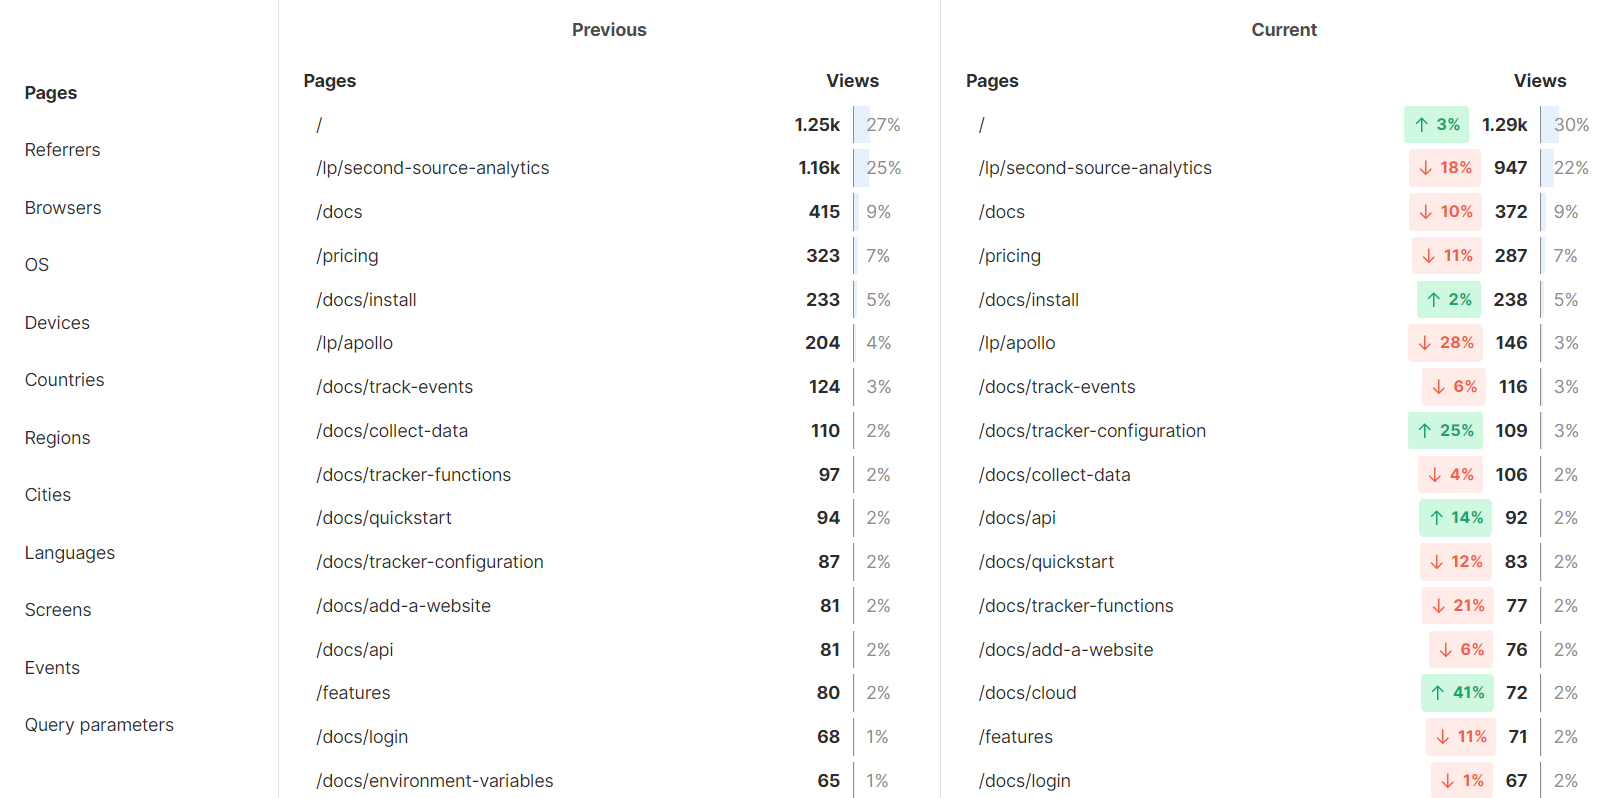 Previous
Current
Pages
Referrers
Browsers
OS
Devices
Countries
Regions
Cities
Languages
Screens
Events
Query parameters
Pages Views
/ 1.25k 27%
/lp/second-source-analytics 1.16k 25%
/docs 415 9%
/pricing 323 7%
/docs/install 233 5%
/lp/apollo 204 4%
/docs/track-events 124 3%
/docs/collect-data 110 2%
/docs/tracker-functions 97 2%
/docs/quickstart 94 2%
/docs/tracker-configuration 87 2%
/docs/add-a-website 81 2%
/docs/api 81 2%
/features 80 2%
/docs/login 68 1%
/docs/environment-variables 65 1%
Pages Views
/ ↑ 3% 1.29k 30%
/lp/second-source-analytics ↓ 18% 947 22%
/docs ↓ 10% 372 9%
/pricing ↓ 11% 287 7%
/docs/install ↑ 2% 238 5%
/lp/apollo ↓ 28% 146 3%
/docs/track-events ↓ 6% 116 3%
/docs/tracker-configuration ↑ 25% 109 3%
/docs/collect-data ↓ 4% 106 2%
/docs/api ↑ 14% 92 2%
/docs/quickstart ↓ 12% 83 2%
/docs/tracker-functions ↓ 21% 77 2%
/docs/add-a-website ↓ 6% 76 2%
/docs/cloud ↑ 41% 72 2%
/features ↓ 11% 71 2%
/docs/login ↓ 1% 67 2%